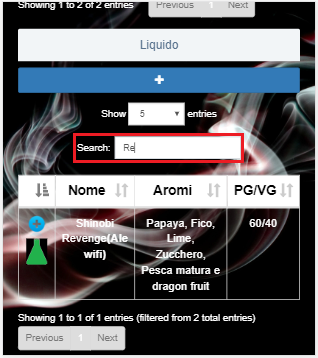 Showing 1 to 2 of 2 entries
Previous 1 Next
Liquido
+
Show 5 entries
Search: Re
Nome Aromi PG/VG
Shinobi Papaya, Fico, 60/40
Revenge(Ale Lime,
wifi) Zucchero,
Pesca matura e
dragon fruit
Showing 1 to 1 of 1 entries (filtered from 2 total entries)
Previous 1 Next